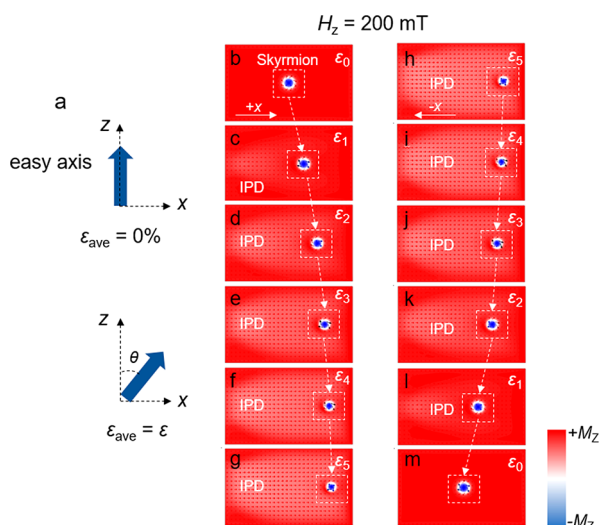 H_z = 200 mT
a
z
easy axis
x
ε_ave = 0%
z
θ
x
ε_ave = ε
b
Skyrmion
ε_0
+x
c
ε_1
IPD
d
ε_2
IPD
e
ε_3
IPD
f
ε_4
IPD
g
ε_5
IPD
h
ε_5
IPD
-x
i
ε_4
IPD
j
ε_3
IPD
k
ε_2
IPD
l
ε_1
IPD
m
ε_0
+M_Z
-M_Z